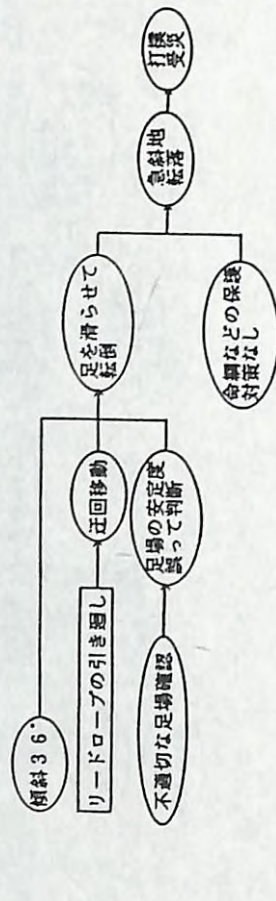 傾斜36°
リードロープの引き廻し
不適切な足場確認
迂回移動
足場の安定度
誤って判断
足を滑らせて
転倒
命綱などの保護
対策なし
急斜地
転落
打撲
受災